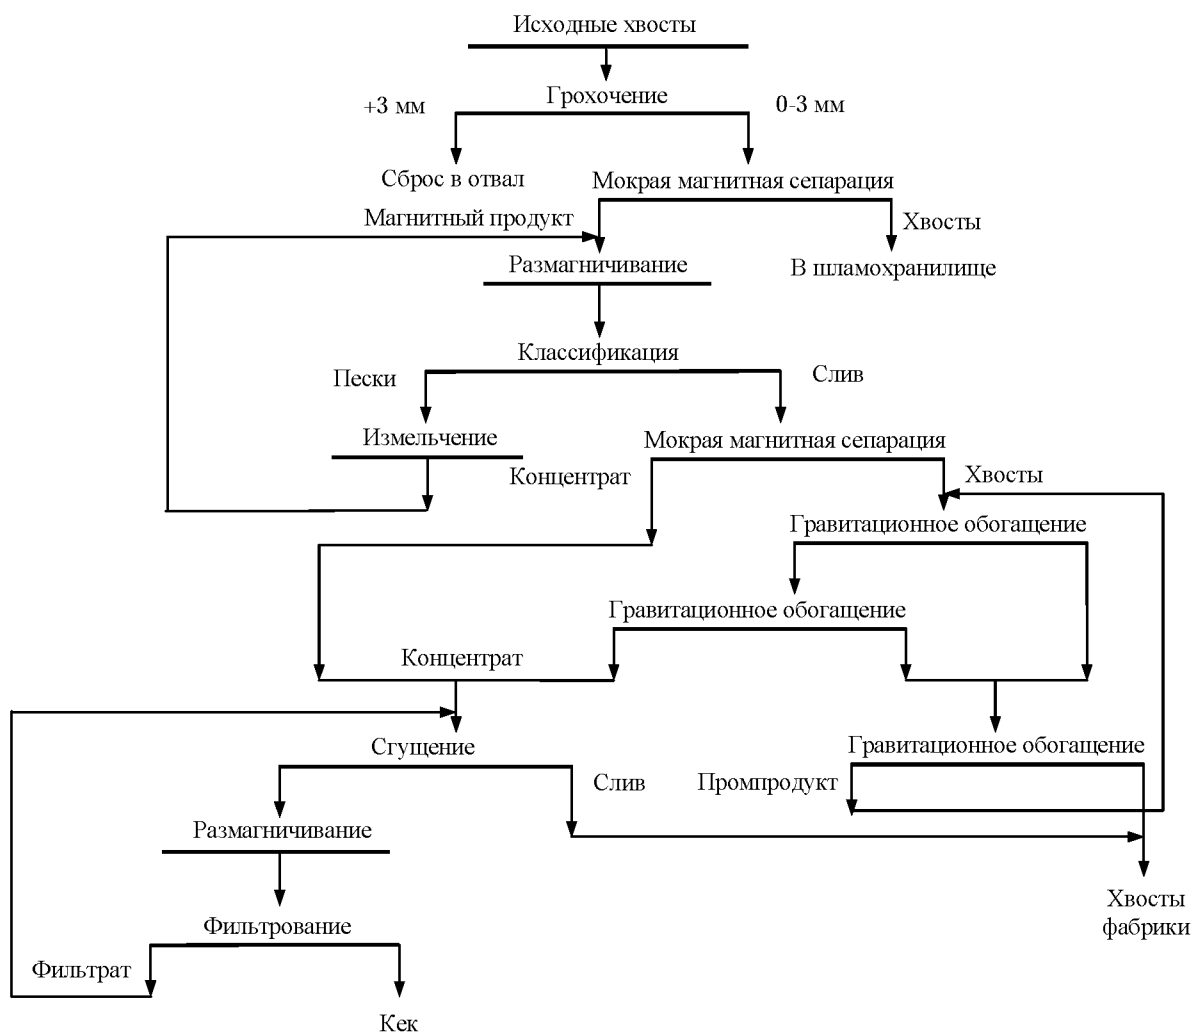 Исходные хвосты
+3 мм
Грохочение
0-3 мм
Сброс в отвал
Мокрая магнитная сепарация
Магнитный продукт
Хвосты
Размагничивание
В шламохранилище
Классификация
Пески
Слив
Измельчение
Мокрая магнитная сепарация
Концентрат
Хвосты
Гравитационное обогащение
Гравитационное обогащение
Концентрат
Сгущение
Гравитационное обогащение
Слив
Промпродукт
Размагничивание
Хвосты
фабрики
Фильтрование
Фильтрат
Кек